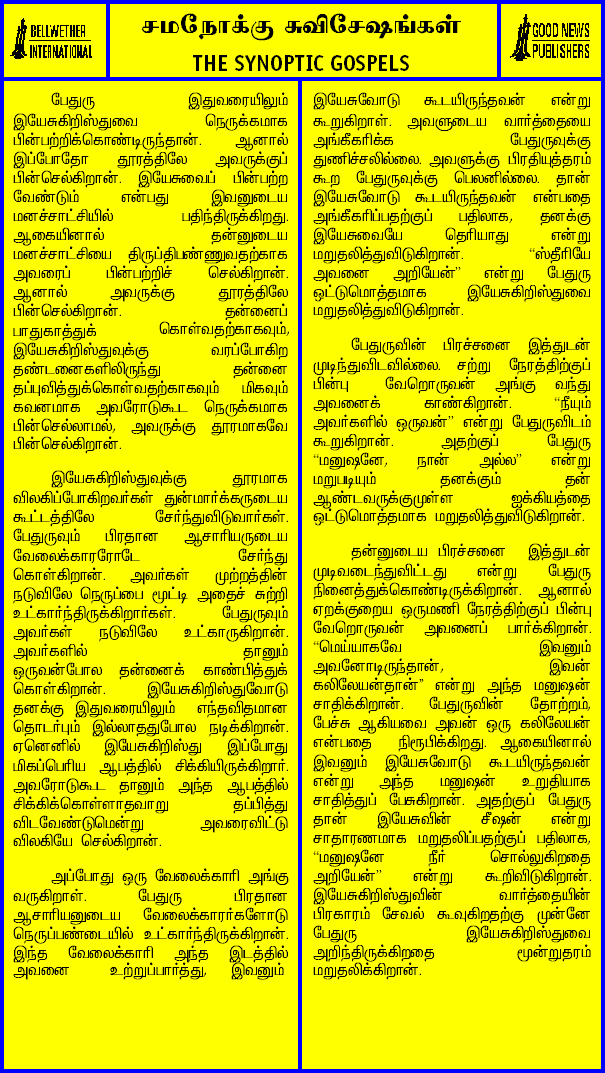 BELLWETHER
INTERNATIONAL
சமநோக்கு சுவிசேஷங்கள்
THE SYNOPTIC GOSPELS
GOOD NEWS
PUBLISHERS
பேதுரு இதுவரையிலும்
இயேசுகிறிஸ்துவை நெருக்கமாக
பின்பற்றிக்கொண்டிருந்தான். ஆனால்
இப்போதோ தூரத்திலே அவருக்குப்
பின்செல்கிறான். இயேசுவைப் பின்பற்ற
வேண்டும் என்பது இவனுடைய
மனச்சாட்சியில் பதிந்திருக்கிறது.
ஆகையினால் தன்னுடைய
மனச்சாட்சியை திருப்திபண்ணுவதற்காக
அவரைப் பின்பற்றிச் செல்கிறான்.
ஆனால் அவருக்கு தூரத்திலே
பின்செல்கிறான். தன்னைப்
பாதுகாத்துக் கொள்வதற்காகவும்,
இயேசுகிறிஸ்துவுக்கு வரப்போகிற
தண்டனைகளிலிருந்து தன்னை
தப்புவித்துக்கொள்வதற்காகவும் மிகவும்
கவனமாக அவரோடுகூட நெருக்கமாக
பின்செல்லாமல், அவருக்கு தூரமாகவே
பின்செல்கிறான்.
இயேசுகிறிஸ்துவுக்கு தூரமாக
விலகிப்போகிறவர்கள் துன்மார்க்கருடைய
கூட்டத்திலே சேர்ந்துவிடுவார்கள்.
பேதுருவும் பிரதான ஆசாரியருடைய
வேலைக்காரரோடே சேர்ந்து
கொள்கிறான். அவர்கள் முற்றத்தின்
நடுவிலே நெருப்பை மூட்டி அதைச் சுற்றி
உட்கார்ந்திருக்கிறார்கள். பேதுருவும்
அவர்கள் நடுவிலே உட்காருகிறான்.
அவர்களில் தானும்
ஒருவன்போல தன்னைக் காண்பித்துக்
கொள்கிறான். இயேசுகிறிஸ்துவோடு
தனக்கு இதுவரையிலும் எந்தவிதமான
தொடர்பும் இல்லாததுபோல நடிக்கிறான்.
ஏனெனில் இயேசுகிறிஸ்து இப்போது
மிகப்பெரிய ஆபத்தில் சிக்கியிருக்கிறார்.
அவரோடுகூட தானும் அந்த ஆபத்தில்
சிக்கிக்கொள்ளாதவாறு தப்பித்து
விடவேண்டுமென்று அவரைவிட்டு
விலகியே செல்கிறான்.
அப்போது ஒரு வேலைக்காரி அங்கு
வருகிறாள். பேதுரு பிரதான
ஆசாரியனுடைய வேலைக்காரர்களோடு
நெருப்பண்டையில் உட்கார்ந்திருக்கிறான்.
இந்த வேலைக்காரி அந்த இடத்தில்
அவனை உற்றுப்பார்த்து, இவனும்
இயேசுவோடு கூடயிருந்தவன் என்று
கூறுகிறாள். அவளுடைய வார்த்தையை
அங்கீகரிக்க பேதுருவுக்கு
துணிச்சலில்லை. அவளுக்கு பிரதியுத்தரம்
கூற பேதுருவுக்கு பெலனில்லை. தான்
இயேசுவோடு கூடயிருந்தவன் என்பதை
அங்கீகரிப்பதற்குப் பதிலாக, தனக்கு
இயேசுவையே தெரியாது என்று
மறுதலித்துவிடுகிறான். “ஸ்திரீயே
அவனை அறியேன்” என்று பேதுரு
ஒட்டுமொத்தமாக இயேசுகிறிஸ்துவை
மறுதலித்துவிடுகிறான்.
பேதுருவின் பிரச்சனை இத்துடன்
முடிந்துவிடவில்லை. சற்று நேரத்திற்குப்
பின்பு வேறொருவன் அங்கு வந்து
அவனைக் காண்கிறான். “நீயும்
அவர்களில் ஒருவன்” என்று பேதுருவிடம்
கூறுகிறான். அதற்குப் பேதுரு
“மனுஷனே, நான் அல்ல” என்று
மறுபடியும் தனக்கும் தன்
ஆண்டவருக்குமுள்ள ஐக்கியத்தை
ஒட்டுமொத்தமாக மறுதலித்துவிடுகிறான்.
தன்னுடைய பிரச்சனை இத்துடன்
முடிவடைந்துவிட்டது என்று பேதுரு
நினைத்துக்கொண்டிருக்கிறான். ஆனால்
ஏறக்குறைய ஒருமணி நேரத்திற்குப் பின்பு
வேறொருவன் அவனைப் பார்க்கிறான்.
“மெய்யாகவே இவனும்
அவனோடிருந்தான், இவன்
கலிலேயன்தான்” என்று அந்த மனுஷன்
சாதிக்கிறான். பேதுருவின் தோற்றம்,
பேச்சு ஆகியவை அவன் ஒரு கலிலேயன்
என்பதை நிரூபிக்கிறது. ஆகையினால்
இவனும் இயேசுவோடு கூடயிருந்தவன்
என்று அந்த மனுஷன் உறுதியாக
சாதித்துப் பேசுகிறான். அதற்குப் பேதுரு
தான் இயேசுவின் சீஷன் என்று
சாதாரணமாக மறுதலிப்பதற்குப் பதிலாக,
“மனுஷனே நீர் சொல்லுகிறதை
அறியேன்” என்று கூறிவிடுகிறான்.
இயேசுகிறிஸ்துவின் வார்த்தையின்
பிரகாரம் சேவல் கூவுகிறதற்கு முன்னே
பேதுரு இயேசுகிறிஸ்துவை
அறிந்திருக்கிறதை மூன்றுதரம்
மறுதலிக்கிறான்.